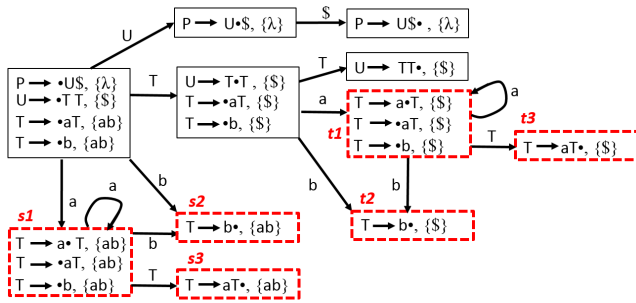 U
P → U•$, {λ}
$
P → U$•, {λ}
P → •U$, {λ}
U → •T T, {$}
T → •aT, {ab}
T → •b, {ab}
T
U → T•T, {$}
T → •aT, {$}
T → •b, {$}
T
U → TT•, {$}
a
t1
T → a•T, {$}
T → •aT, {$}
T → •b, {$}
a
T
t3
T → aT•, {$}
b
b
t2
T → b•, {$}
a
b
s2
T → b•, {ab}
s1
a
T → a• T, {ab}
T → •aT, {ab}
T → •b, {ab}
b
T
s3
T → aT•, {ab}